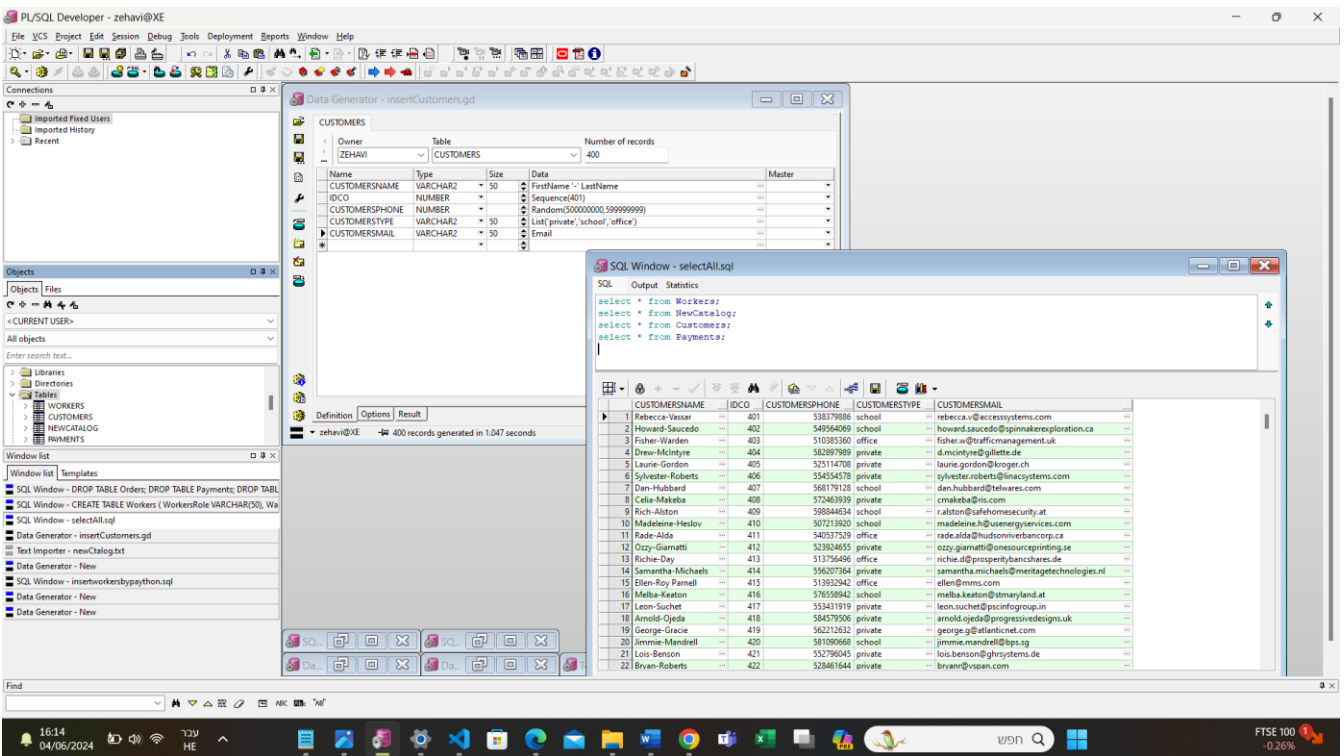 PL/SQL Developer - zehavi@XE
File VCS Project Edit Session Debug Tools Deployment Reports Window Help
Connections
Imported Fixed Users
Imported History
Recent
Objects
Objects Files
<CURRENT USER>
All objects
Enter search text...
Libraries
Directories
Tables
WORKERS
CUSTOMERS
NEWCATALOG
PAYMENTS
Window list
Window list Templates
SQL Window - DROP TABLE Orders; DROP TABLE Payments; DROP TABL
SQL Window - CREATE TABLE Workers ( WorkersRole VARCHAR(50), Wa
SQL Window - selectAll.sql
Data Generator - insertCustomers.gd
Text Importer - newCtalog.txt
Data Generator - New
SQL Window - insertworkersbypython.sql
Data Generator - New
Data Generator - New
Data Generator - insertCustomers.gd
CUSTOMERS
Owner Table Number of records
ZEHAVI CUSTOMERS 400
Name Type Size Data Master
CUSTOMERSNAME VARCHAR2 50 FirstName '-' LastName
IDCO NUMBER Sequence(401)
CUSTOMERSPHONE NUMBER Random(500000000,599999999)
CUSTOMERSTYPE VARCHAR2 50 List('private','school','office')
CUSTOMERSMAIL VARCHAR2 50 Email
Definition Options Result
zehavi@XE 400 records generated in 1.047 seconds
SQL Window - selectAll.sql
SQL Output Statistics
select * from Workers;
select * from NewCatalog;
select * from Customers;
select * from Payments;
CUSTOMERSNAME IDCO CUSTOMERSPHONE CUSTOMERSTYPE CUSTOMERSMAIL
1 Rebecca-Vassar 401 538379886 school rebecca.v@accesssystems.com
2 Howard-Saucedo 402 549564069 school howard.saucedo@spinnakerexploration.ca
3 Fisher-Warden 403 510385360 office fisher.w@trafficmanagement.uk
4 Drew-McIntyre 404 582897989 private d.mcintyre@gillette.de
5 Laurie-Gordon 405 525114708 private laurie.gordon@kroger.ch
6 Sylvester-Roberts 406 554554578 private sylvester.roberts@linacsystems.com
7 Dan-Hubbard 407 568179128 school dan.hubbard@telwares.com
8 Celia-Makeba 408 572463939 private cmakeba@ris.com
9 Rich-Alston 409 598844634 school r.alston@safehomesecurity.at
10 Madeleine-Heslov 410 507213920 school madeleine.h@usenergyservices.com
11 Rade-Alda 411 540537529 office rade.alda@hudsonriverbancorp.ca
12 Ozzy-Giamatti 412 523924655 private ozzy.giamatti@onesourceprinting.se
13 Richie-Day 413 513756496 office richie.d@prosperitybancshares.de
14 Samantha-Michaels 414 556207364 private samantha.michaels@meritagetechnologies.nl
15 Ellen-Roy Parnell 415 513932942 office ellen@mms.com
16 Melba-Keaton 416 576558942 school melba.keaton@stmaryland.at
17 Leon-Suchet 417 553431919 private leon.suchet@pscinfogroup.in
18 Arnold-Ojeda 418 584579506 private arnold.ojeda@progressivedesigns.uk
19 George-Gracie 419 562212632 private george.g@atlanticnet.com
20 Jimmie-Mandrell 420 581090668 school jimmie.mandrell@bps.sg
21 Lois-Benson 421 552796045 private lois.benson@ghrsystems.de
22 Bryan-Roberts 422 528461644 private bryanr@vspan.com
SQ... SQ...
Da... Da... T
Find
ABC "AB"
16:14
04/06/2024
עבר
HE
חפש
FTSE 100
-0.26%